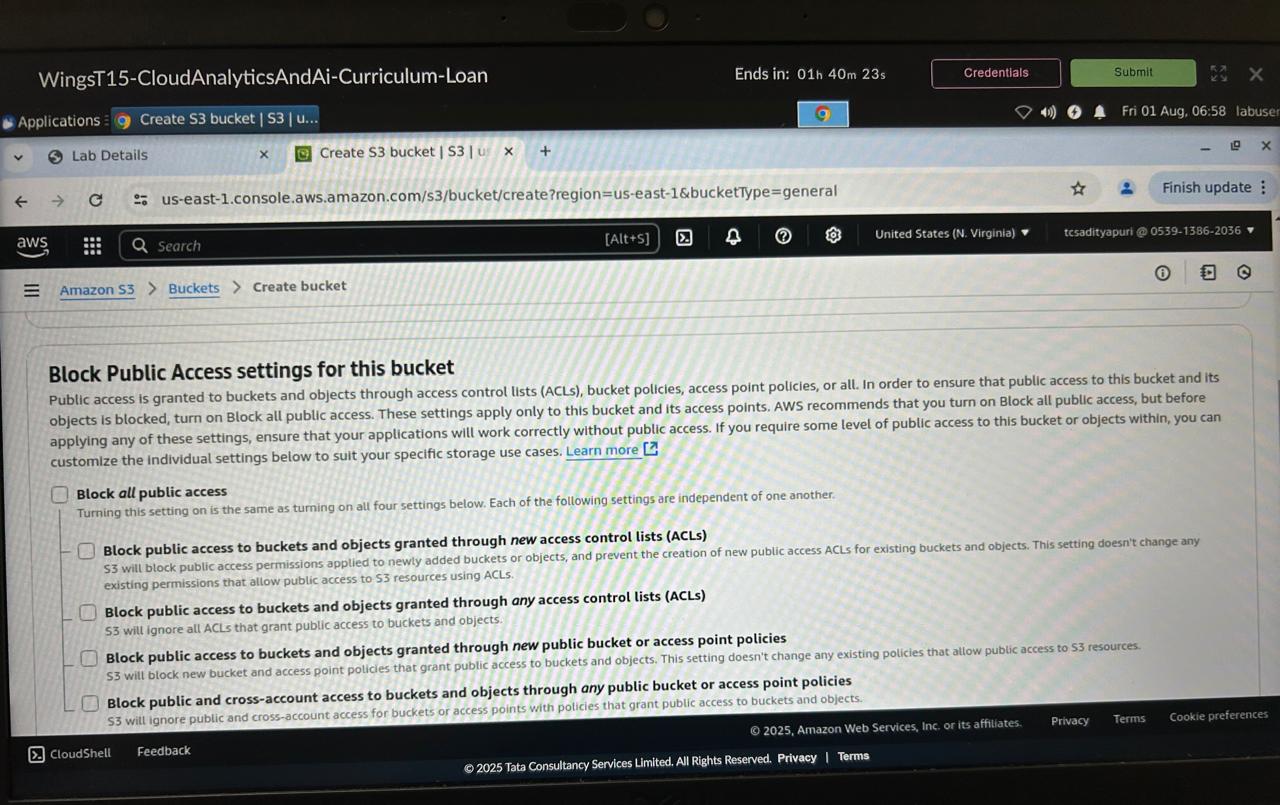 WingsT15-CloudAnalyticsAndAi-Curriculum-Loan
Ends in: 01h 40m 23s
Credentials
Submit
Applications
Create S3 bucket | S3 | u...
Fri 01 Aug, 06:58 labuser
Lab Details
Create S3 bucket | S3 | u
us-east-1.console.aws.amazon.com/s3/bucket/create?region=us-east-1&bucketType=general
Finish update
aws
Search
[Alt+S]
United States (N. Virginia)
tcsadityapuri @ 0539-1386-2036
Amazon S3 > Buckets > Create bucket
Block Public Access settings for this bucket
Public access is granted to buckets and objects through access control lists (ACLs), bucket policies, access point policies, or all. In order to ensure that public access to this bucket and its
objects is blocked, turn on Block all public access. These settings apply only to this bucket and its access points. AWS recommends that you turn on Block all public access, but before
applying any of these settings, ensure that your applications will work correctly without public access. If you require some level of public access to this bucket or objects within, you can
customize the individual settings below to suit your specific storage use cases. Learn more
Block all public access
Turning this setting on is the same as turning on all four settings below. Each of the following settings are independent of one another.
Block public access to buckets and objects granted through new access control lists (ACLs)
S3 will block public access permissions applied to newly added buckets or objects, and prevent the creation of new public access ACLs for existing buckets and objects. This setting doesn't change any
existing permissions that allow public access to S3 resources using ACLs.
Block public access to buckets and objects granted through any access control lists (ACLs)
S3 will ignore all ACLs that grant public access to buckets and objects.
Block public access to buckets and objects granted through new public bucket or access point policies
S3 will block new bucket and access point policies that grant public access to buckets and objects. This setting doesn't change any existing policies that allow public access to S3 resources.
Block public and cross-account access to buckets and objects through any public bucket or access point policies
S3 will ignore public and cross-account access for buckets or access points with policies that grant public access to buckets and objects.
CloudShell
Feedback
© 2025, Amazon Web Services, Inc. or its affiliates.
Privacy
Terms
Cookie preferences
© 2025 Tata Consultancy Services Limited. All Rights Reserved. Privacy | Terms